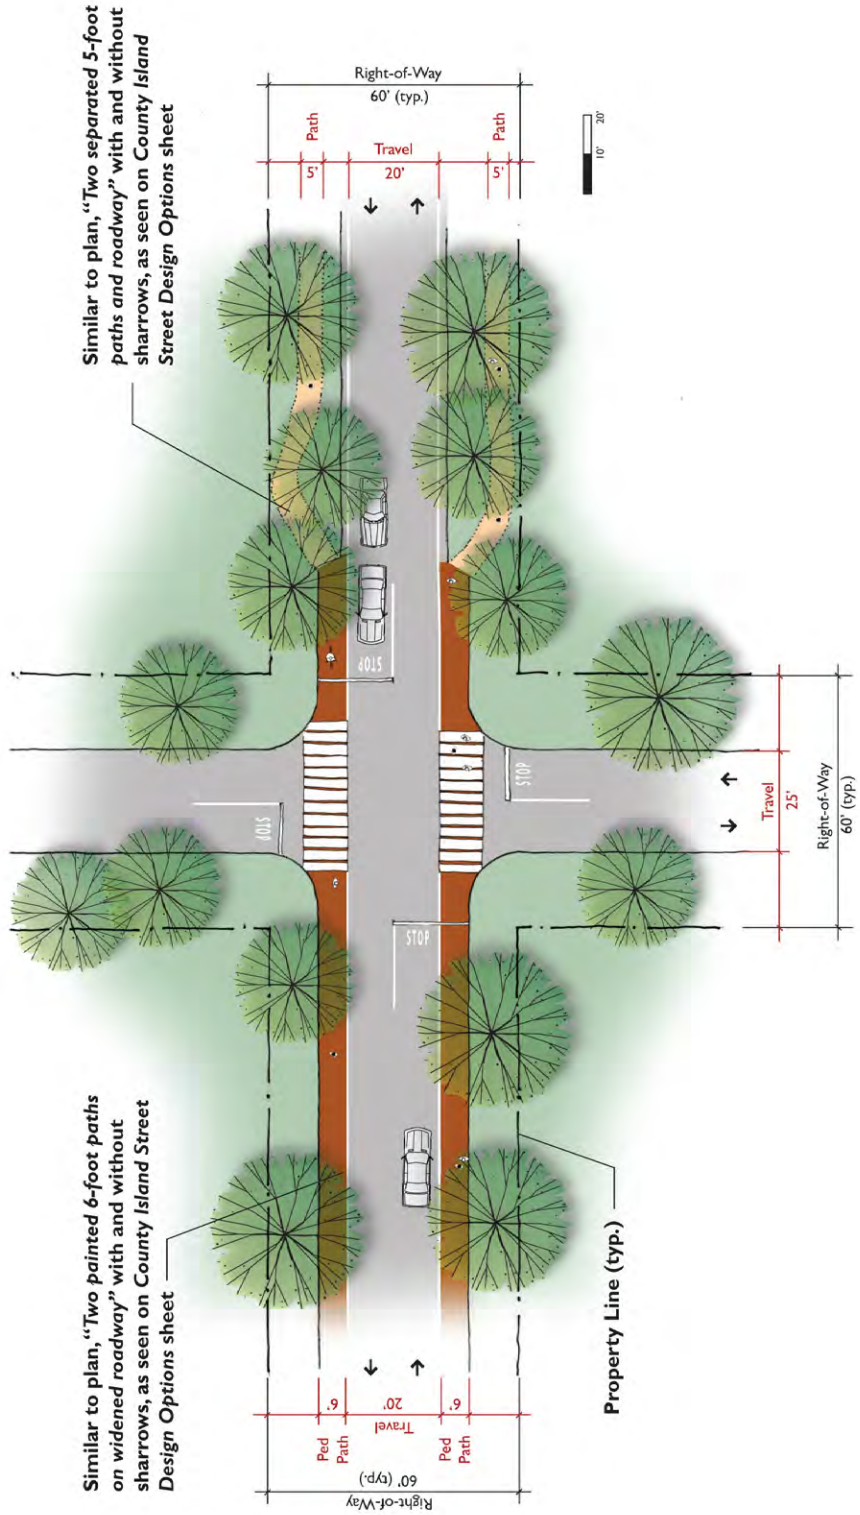 Similar to plan, “Two separated 5-foot
paths and roadway” with and without
sharrows, as seen on County Island
Street Design Options sheet
Right-of-Way
60' (typ.)
Path
Travel
Path
5'
20'
5'
10'
20'
STOP
STOP
STOP
STOP
Travel
25'
Right-of-Way
60' (typ.)
Similar to plan, “Two painted 6-foot paths
on widened roadway” with and without
sharrows, as seen on County Island Street
Design Options sheet
Property Line (typ.)
6'
20'
6'
Ped
Path
Travel
Ped
Path
60' (typ.)
Right-of-Way